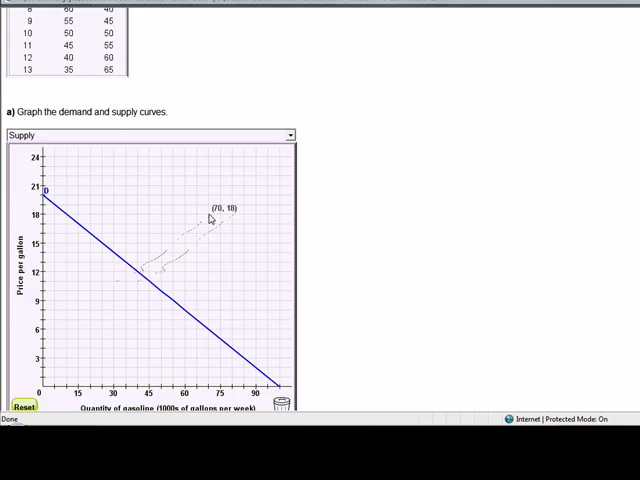 8 60 40
9 55 45
10 50 50
11 45 55
12 40 60
13 35 65
a) Graph the demand and supply curves.
Supply
24
21
D
18
(70, 18)
15
12
9
6
3
Price per gallon
0 15 30 45 60 75 90
Reset
Quantity of gasoline (1000s of gallons per week)
Done
Internet | Protected Mode: On